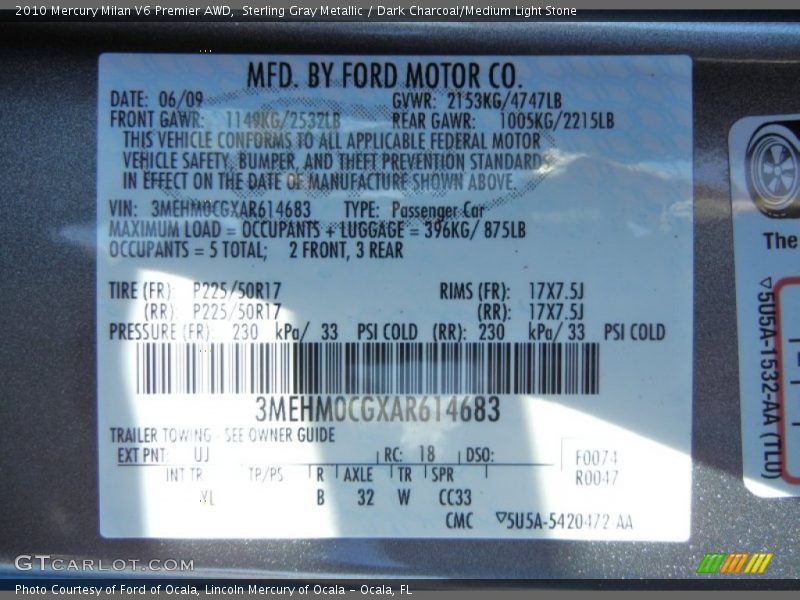 2010 Mercury Milan V6 Premier AWD, Sterling Gray Metallic / Dark Charcoal/Medium Light Stone
MFD. BY FORD MOTOR CO.
DATE: 06/09 GVWR: 2153KG/4747LB
FRONT GAWR: 1149KG/2532LB REAR GAWR: 1005KG/2215LB
THIS VEHICLE CONFORMS TO ALL APPLICABLE FEDERAL MOTOR
VEHICLE SAFETY, BUMPER, AND THEFT PREVENTION STANDARDS
IN EFFECT ON THE DATE OF MANUFACTURE SHOWN ABOVE.
VIN: 3MEHM0CGXAR614683 TYPE: Passenger Car
MAXIMUM LOAD = OCCUPANTS + LUGGAGE = 396KG/ 875LB
OCCUPANTS = 5 TOTAL; 2 FRONT, 3 REAR
TIRE (FR): P225/50R17 RIMS (FR): 17X7.5J
(RR): P225/50R17 (RR): 17X7.5J
PRESSURE (FR): 230 kPa/ 33 PSI COLD (RR): 230 kPa/ 33 PSI COLD
3MEHM0CGXAR614683
TRAILER TOWING - SEE OWNER GUIDE
EXT PNT: UJ RC: 18 DSO: F0074
INT TR TP/PS R AXLE TR SPR R0047
YL B 32 W CC33
CMC ▽5U5A-5420472-AA
The
▽5U5A-1532-AA (TL0)
GTCARLOT.COM
Photo Courtesy of Ford of Ocala, Lincoln Mercury of Ocala - Ocala, FL